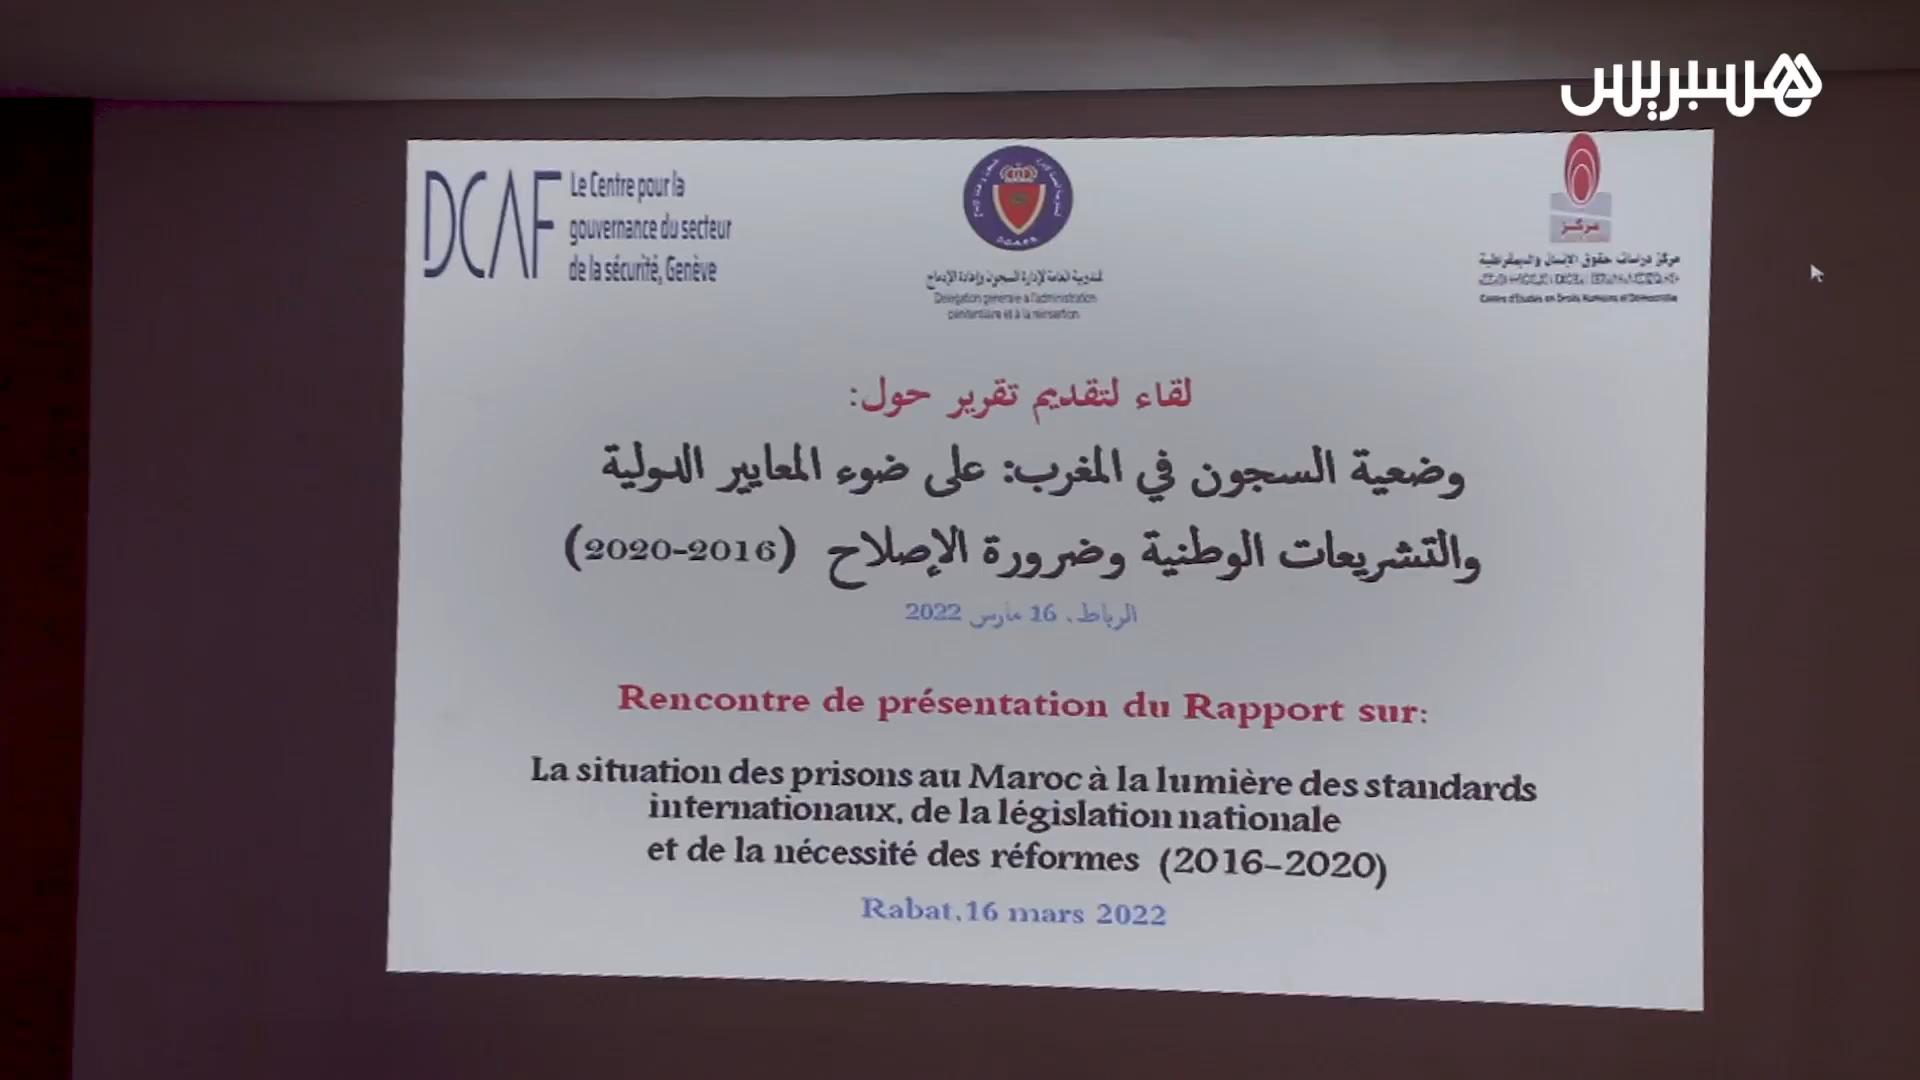 هسبريس
DCAF
Le Centre pour la
gouvernance du secteur
de la sécurité, Genève
المندوبية العامة لإدارة السجون وإعادة الإدماج
Délégation générale à l'administration
pénitentiaire et à la réinsertion
مركز
مركز دراسات حقوق الإنسان والديمقراطية
Centre d'Etudes en Droits Humains et Démocratie
لقاء لتقديم تقرير حول:
وضعية السجون في المغرب: على ضوء المعايير الدولية
والتشريعات الوطنية وضرورة الإصلاح (2016-2020)
الرباط، 16 مارس 2022
Rencontre de présentation du Rapport sur:
La situation des prisons au Maroc à la lumière des standards
internationaux, de la législation nationale
et de la nécessité des réformes (2016-2020)
Rabat,16 mars 2022